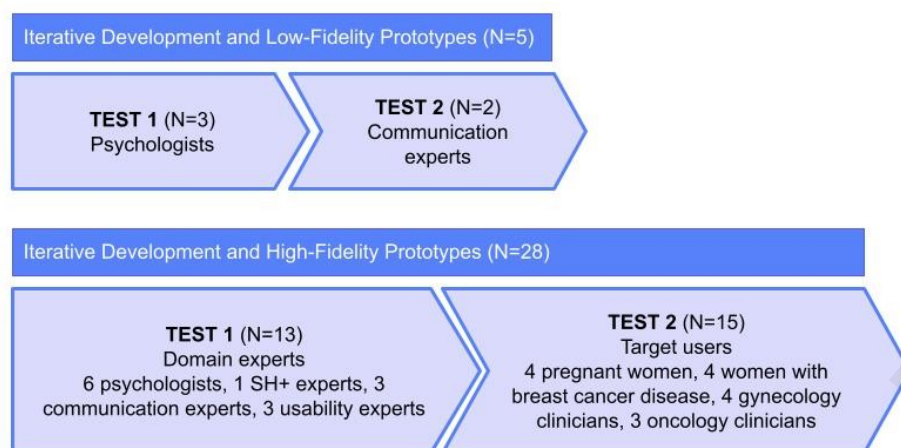 Iterative Development and Low-Fidelity Prototypes (N=5)
TEST 1 (N=3)
Psychologists
TEST 2 (N=2)
Communication
experts
Iterative Development and High-Fidelity Prototypes (N=28)
TEST 1 (N=13)
Domain experts
6 psychologists, 1 SH+ experts, 3
communication experts, 3 usability experts
TEST 2 (N=15)
Target users
4 pregnant women, 4 women with
breast cancer disease, 4 gynecology
clinicians, 3 oncology clinicians